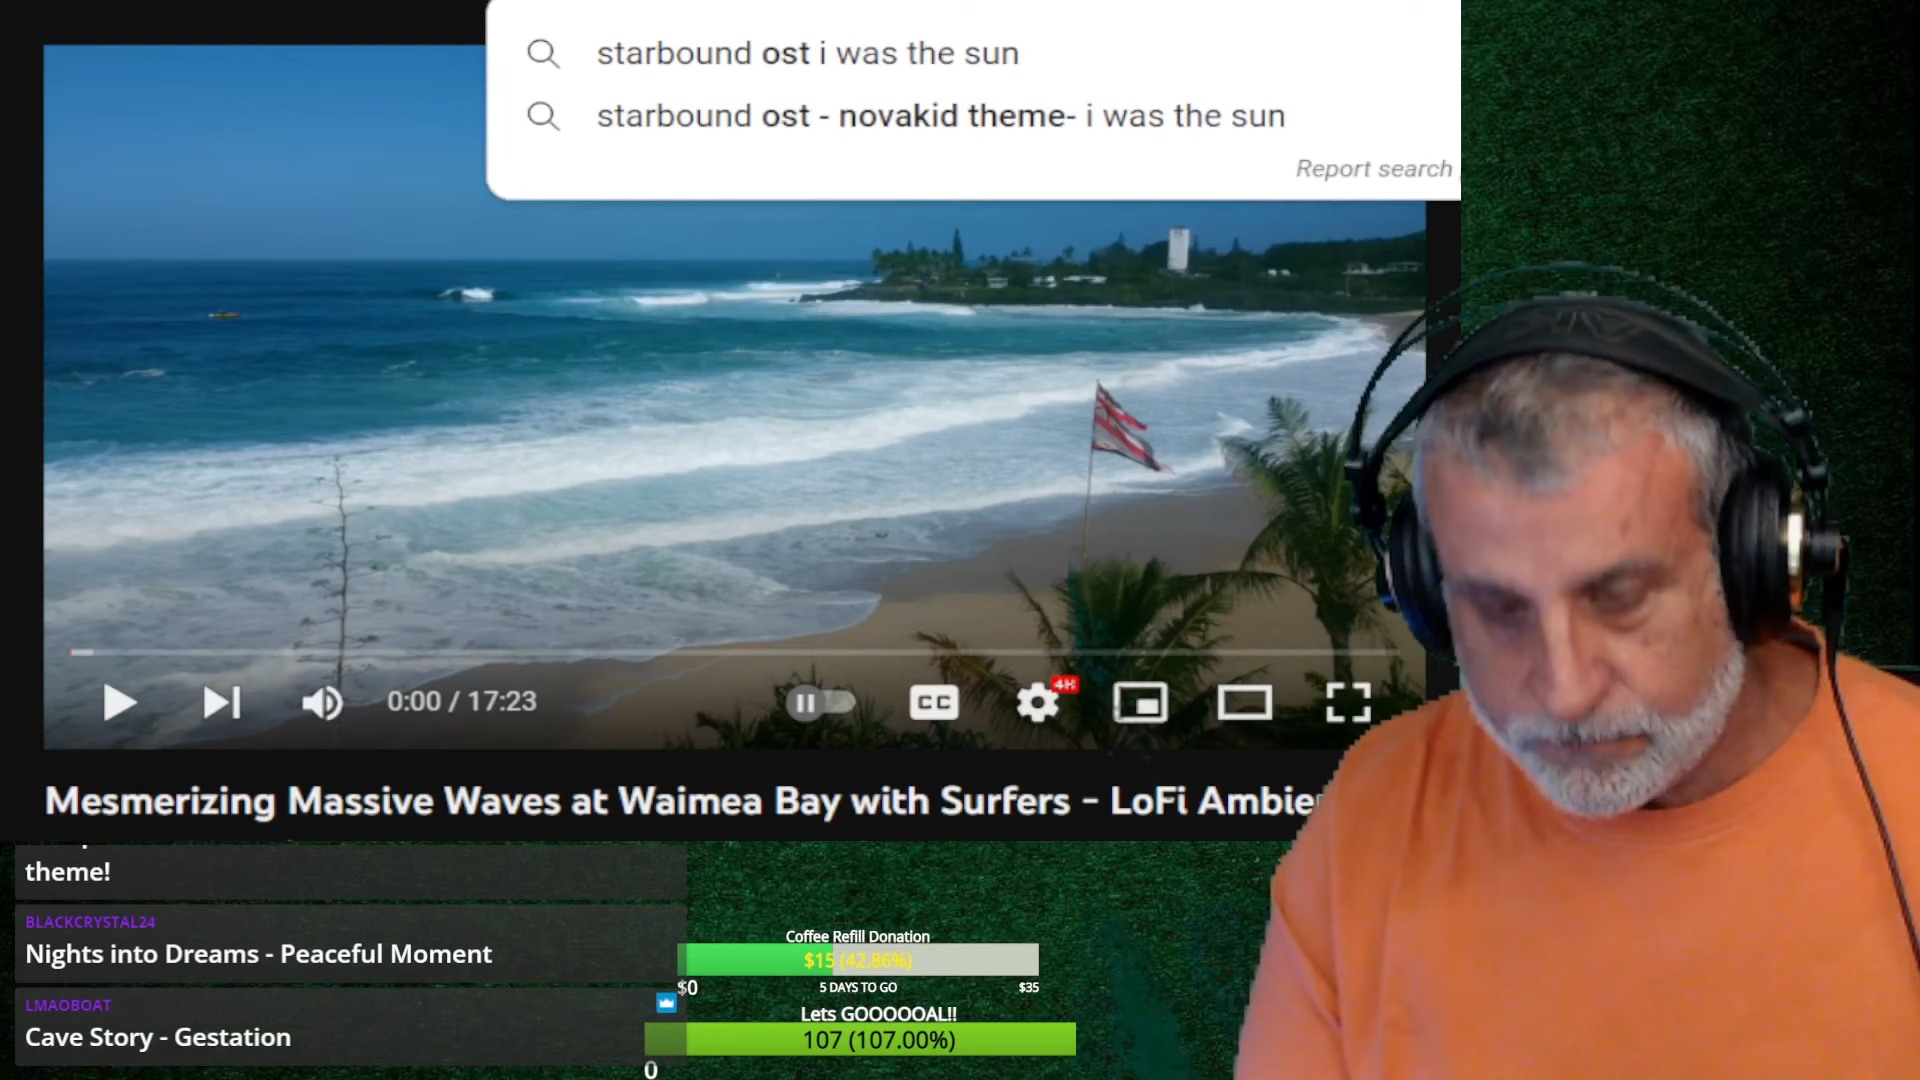 starbound ost i was the sun
starbound ost - novakid theme- i was the sun
Report search
4K
CC
0:00 / 17:23
Mesmerizing Massive Waves at Waimea Bay with Surfers - LoFi
theme!
BLACKCRYSTAL24
Nights into Dreams - Peaceful Moment
LMAOBOAT
Cave Story - Gestation
Coffee Refill Donation
$15 (42.86%)
$0
5 DAYS TO GO
$35
Lets GOOOOOAL!!
107 (107.00%)
0